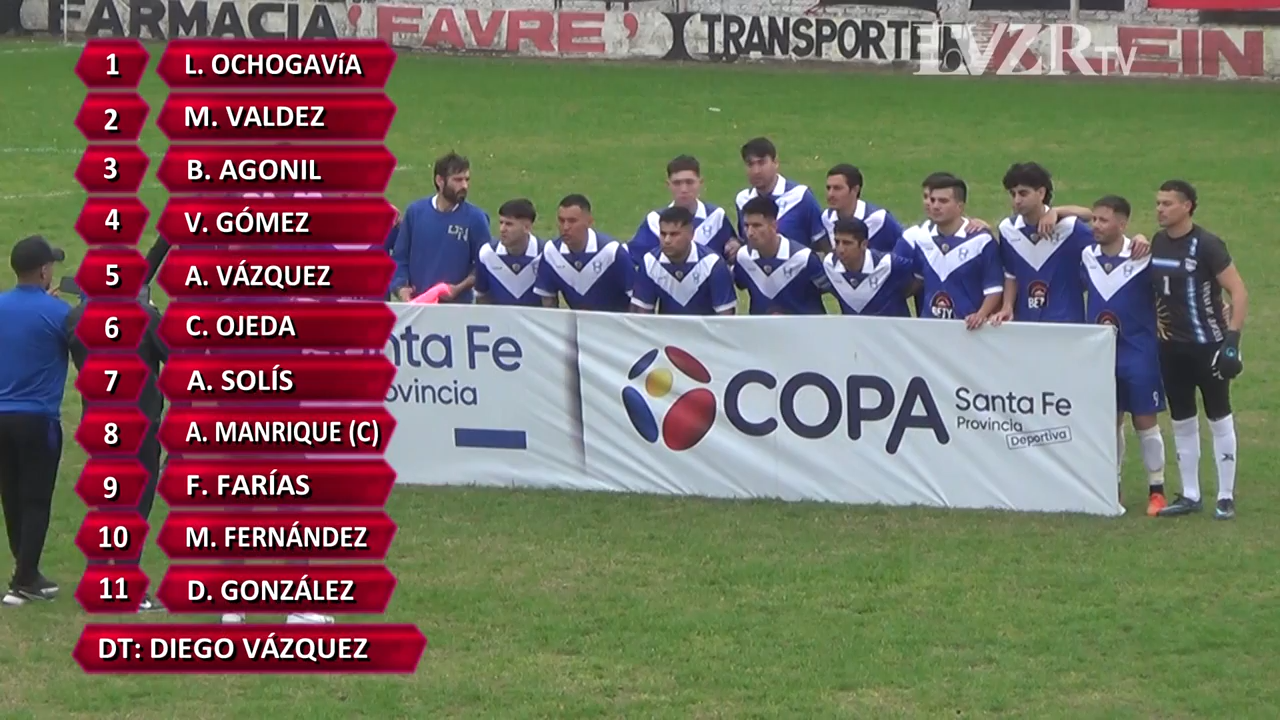 FARMACIA
FAVRE
TRANSPORTE
EIN
LVZRTV
1 L. OCHOGAVíA
2 M. VALDEZ
3 B. AGONIL
4 V. GÓMEZ
5 A. VÁZQUEZ
6 C. OJEDA
7 A. SOLÍS
8 A. MANRIQUE (C)
9 F. FARÍAS
10 M. FERNÁNDEZ
11 D. GONZÁLEZ
DT: DIEGO VÁZQUEZ
nta Fe
ovincia
COPA
Santa Fe
Provincia
Deportiva
1
9